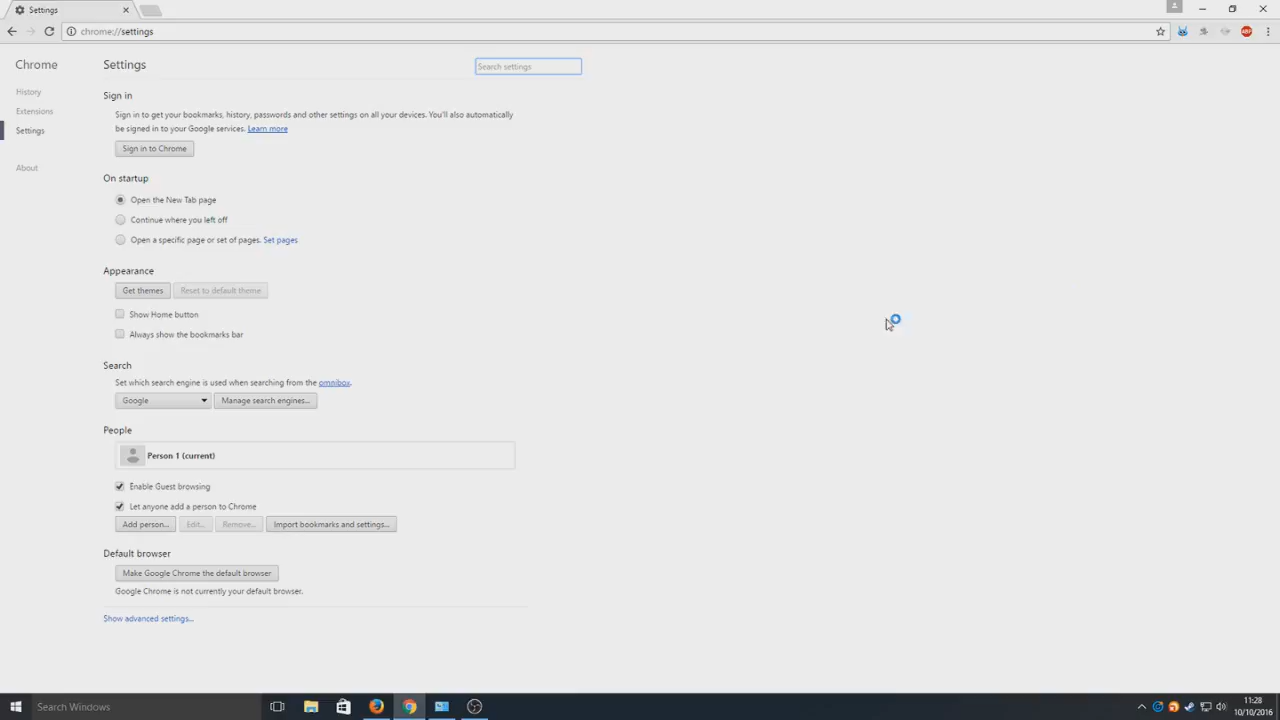 Settings
chrome://settings
Chrome
Settings
Search settings
History
Extensions
Settings
About
Sign in
Sign in to get your bookmarks, history, passwords and other settings on all your devices. You'll also automatically
be signed in to your Google services. Learn more
Sign in to Chrome
On startup
Open the New Tab page
Continue where you left off
Open a specific page or set of pages. Set pages
Appearance
Get themes
Reset to default theme
Show Home button
Always show the bookmarks bar
Search
Set which search engine is used when searching from the omnibox.
Google
Manage search engines...
People
Person 1 (current)
Enable Guest browsing
Let anyone add a person to Chrome
Add person...
Edit...
Remove...
Import bookmarks and settings...
Default browser
Make Google Chrome the default browser
Google Chrome is not currently your default browser.
Show advanced settings...
Search Windows
11:28
10/10/2016
ABP